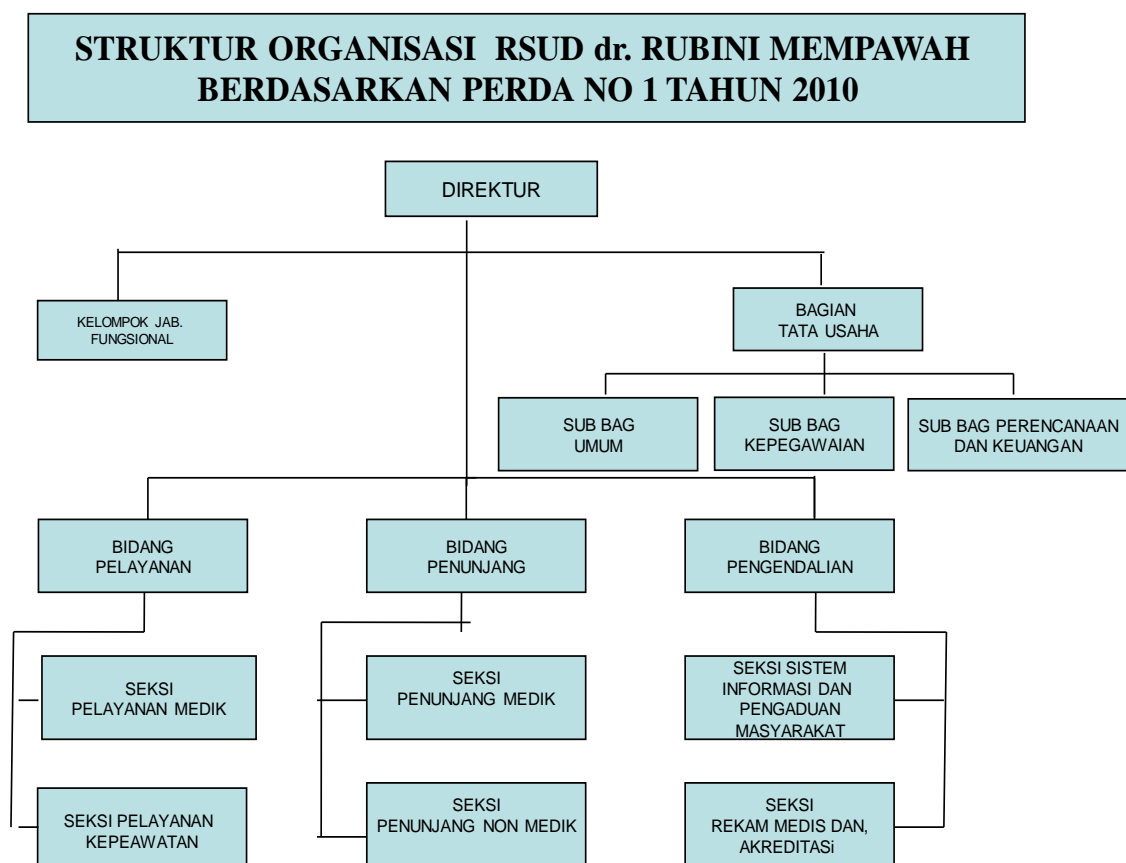 STRUKTUR ORGANISASI RSUD dr. RUBINI MEMPAWAH
BERDASARKAN PERDA NO 1 TAHUN 2010
DIREKTUR
KELOMPOK JAB.
FUNGSIONAL
BAGIAN
TATA USAHA
SUB BAG
UMUM
SUB BAG
KEPEGAWAIAN
SUB BAG PERENCANAAN
DAN KEUANGAN
BIDANG
PELAYANAN
BIDANG
PENUNJANG
BIDANG
PENGENDALIAN
SEKSI
PELAYANAN MEDIK
SEKSI
PENUNJANG MEDIK
SEKSI SISTEM
INFORMASI DAN
PENGADUAN
MASYARAKAT
SEKSI PELAYANAN
KEPEAWATAN
SEKSI
PENUNJANG NON MEDIK
SEKSI
REKAM MEDIS DAN,
AKREDITASi